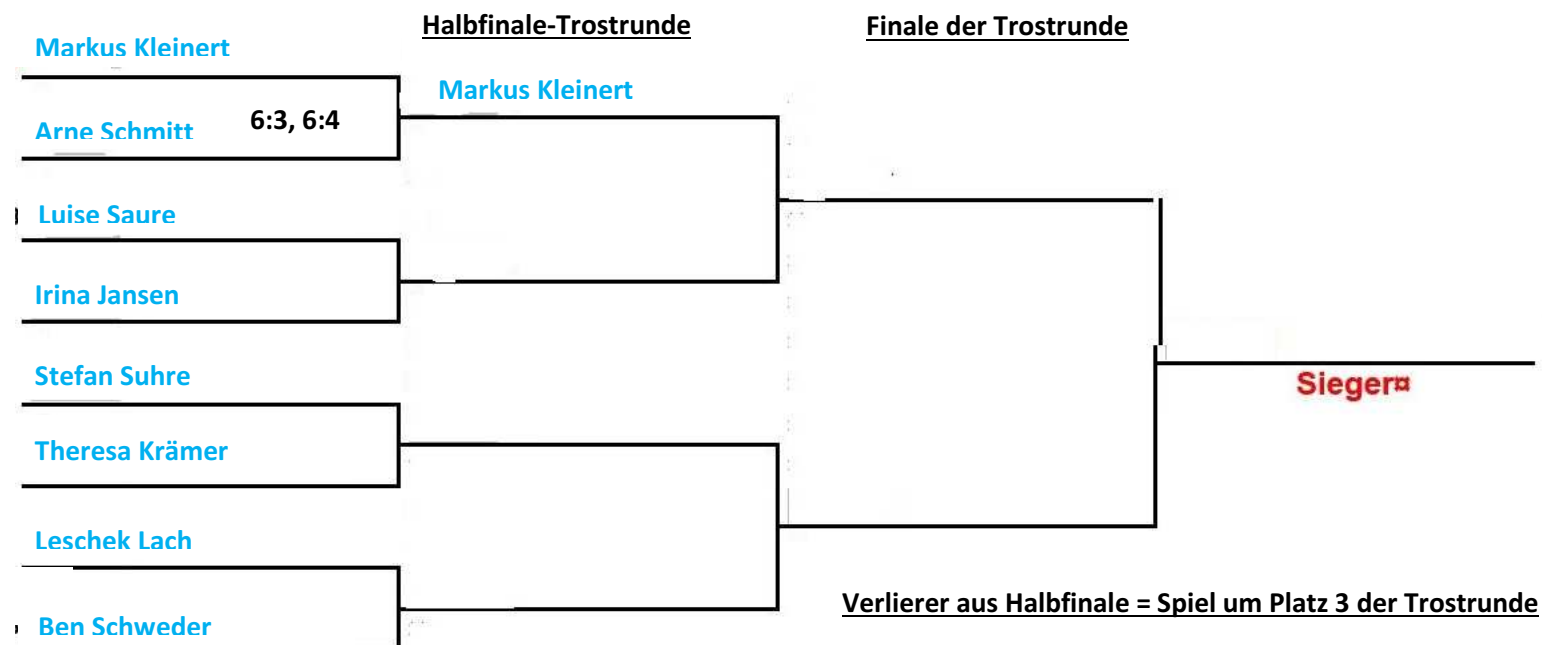 Halbfinale-Trostrunde
Finale der Trostrunde
Markus Kleinert
Markus Kleinert
Arne Schmitt
6:3, 6:4
Luise Saure
Irina Jansen
Stefan Suhre
Sieger¤
Theresa Krämer
Leschek Lach
Verlierer aus Halbfinale = Spiel um Platz 3 der Trostrunde
Ben Schweder